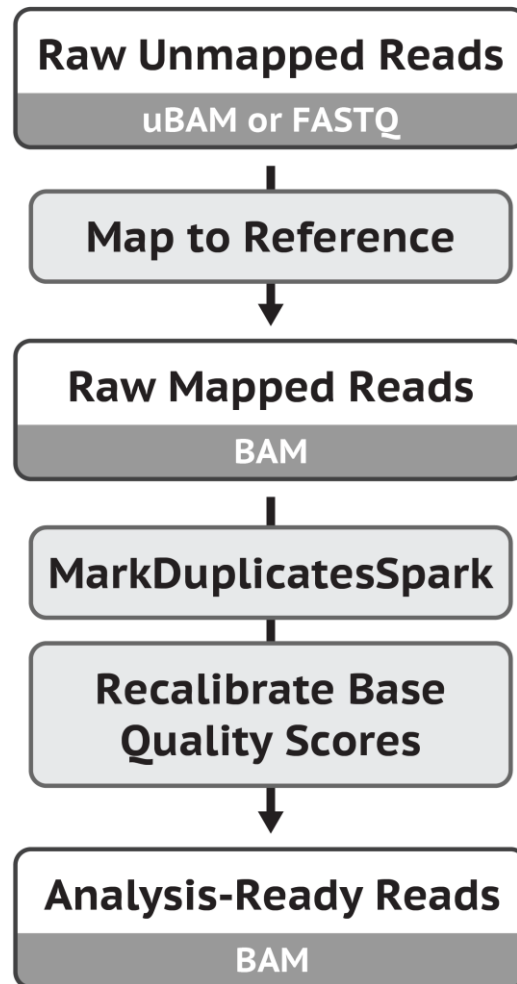 Raw Unmapped Reads
uBAM or FASTQ
Map to Reference
Raw Mapped Reads
BAM
MarkDuplicatesSpark
Recalibrate Base
Quality Scores
Analysis-Ready Reads
BAM